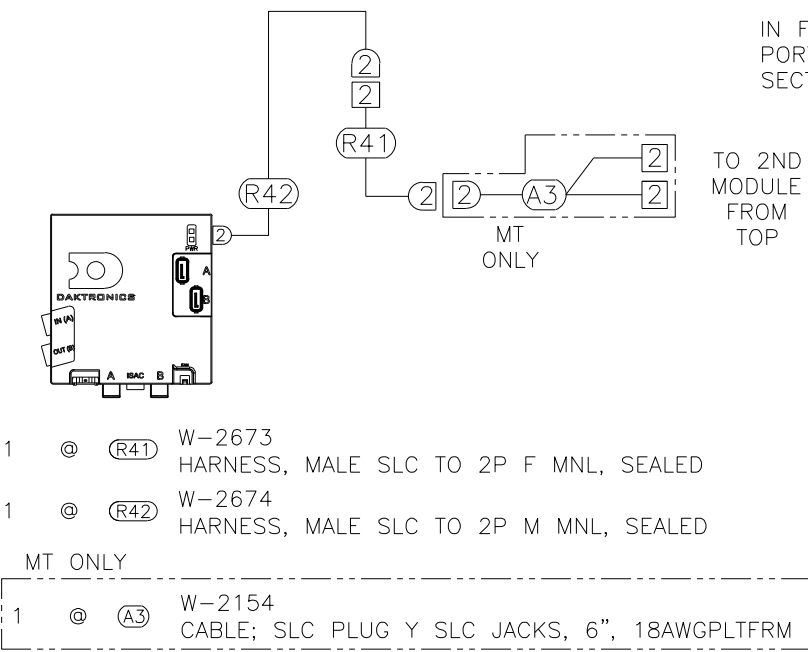 IN F
POR
SECT
2
2
R41
R42
2
2
A3
2
2
TO 2ND
MODULE
FROM
TOP
MT
ONLY
2
PWR
A
B
DAKTRONICS
IN (A)
OUT (B)
A ISAC B
1 @ R41 W-2673
HARNESS, MALE SLC TO 2P F MNL, SEALED
1 @ R42 W-2674
HARNESS, MALE SLC TO 2P M MNL, SEALED
MT ONLY
1 @ A3 W-2154
CABLE; SLC PLUG Y SLC JACKS, 6", 18AWGPLTFRM